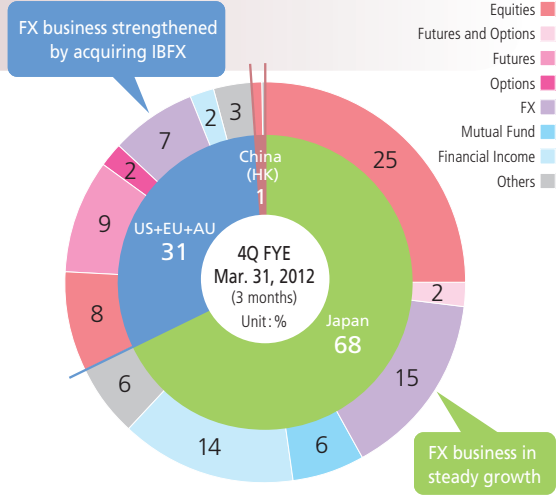 FX business strengthened
by acquiring IBFX
Equities
Futures and Options
Futures
Options
FX
Mutual Fund
Financial Income
Others
25
2
15
6
14
6
8
9
2
7
2
3
China
(HK)
1
US+EU+AU
31
4Q FYE
Mar. 31, 2012
(3 months)
Unit: %
Japan
68
FX business in
steady growth